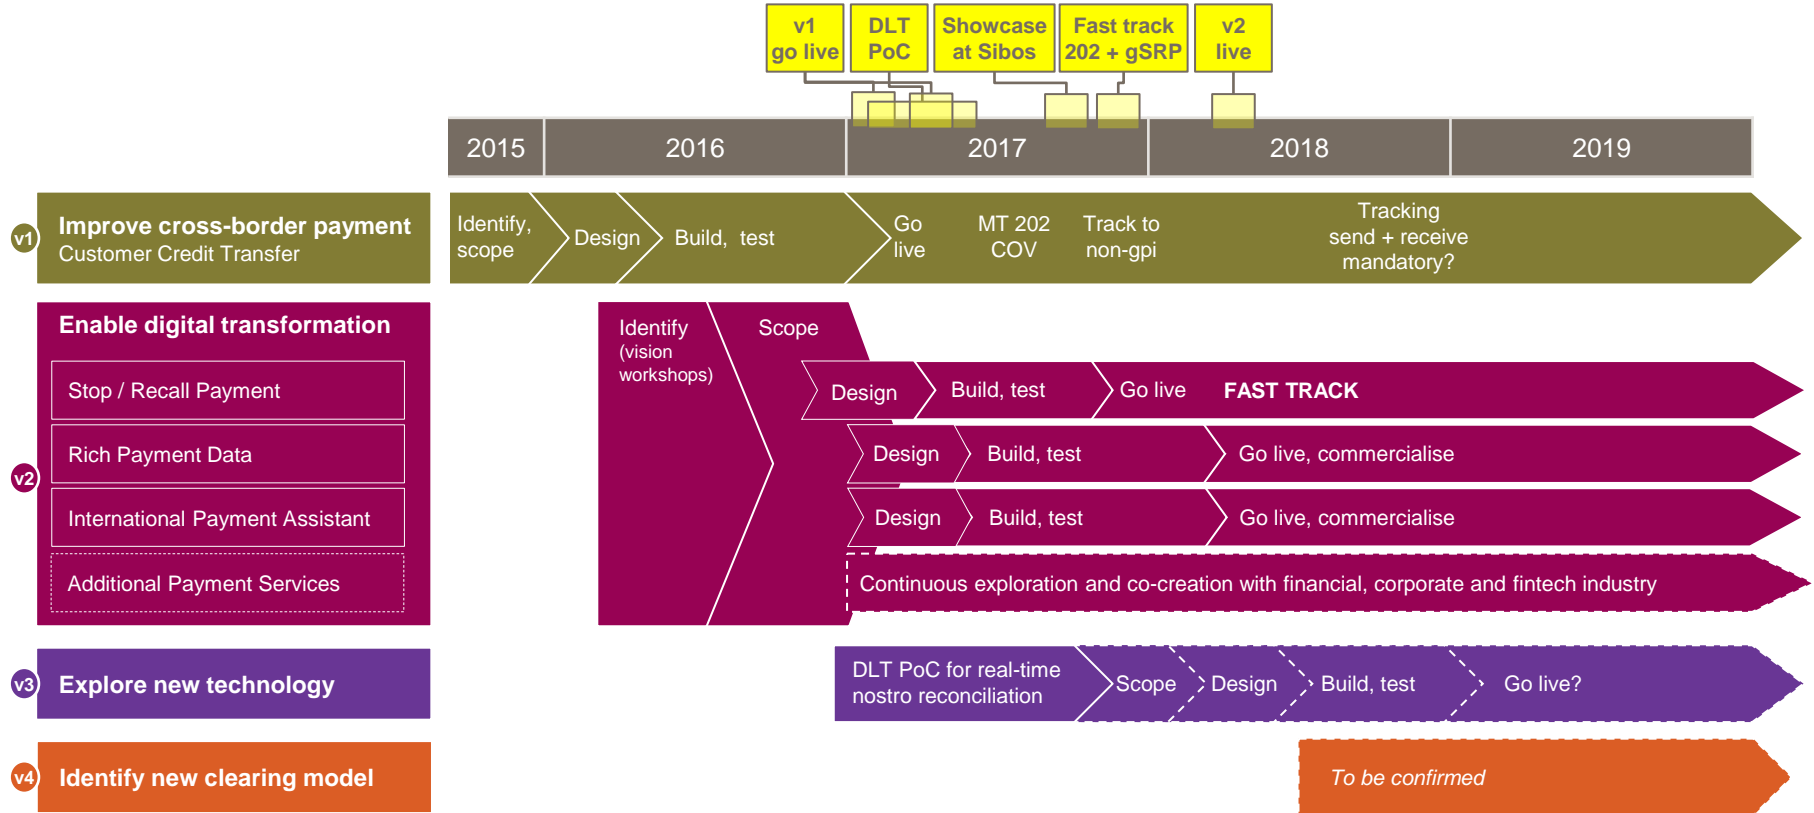 v1
go live
DLT
PoC
Showcase
at Sibos
Fast track
202 + gSRP
v2
live
2015
2016
2017
2018
2019
v1
Improve cross-border payment
Customer Credit Transfer
Identify,
scope
Design
Build, test
Go
live
MT 202
COV
Track to
non-gpi
Tracking
send + receive
mandatory?
v2
Enable digital transformation
Identify
(vision
workshops)
Scope
Stop / Recall Payment
Design
Build, test
Go live
FAST TRACK
Rich Payment Data
Design
Build, test
Go live, commercialise
International Payment Assistant
Design
Build, test
Go live, commercialise
Additional Payment Services
Continuous exploration and co-creation with financial, corporate and fintech industry
v3
Explore new technology
DLT PoC for real-time
nostro reconciliation
Scope
Design
Build, test
Go live?
v4
Identify new clearing model
To be confirmed